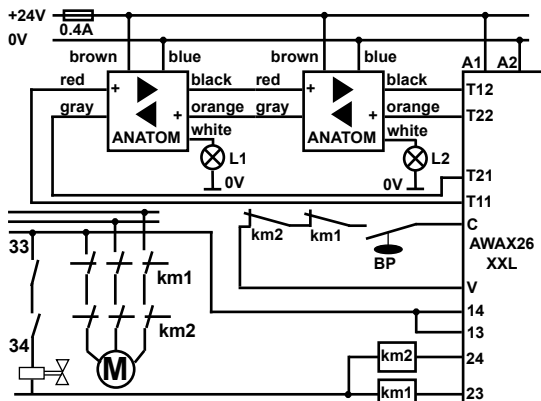 +24V
0.4A
0V
A1 A2
brown blue brown blue
red black red black T12
gray orange gray orange T22
+ + + +
ANATOM ANATOM
white white
L1 L2
0V 0V
T21
T11
C
km2 km1 BP
AWAX26
XXL
V
33
km1
14
13
km2
34
M
km2 24
km1 23